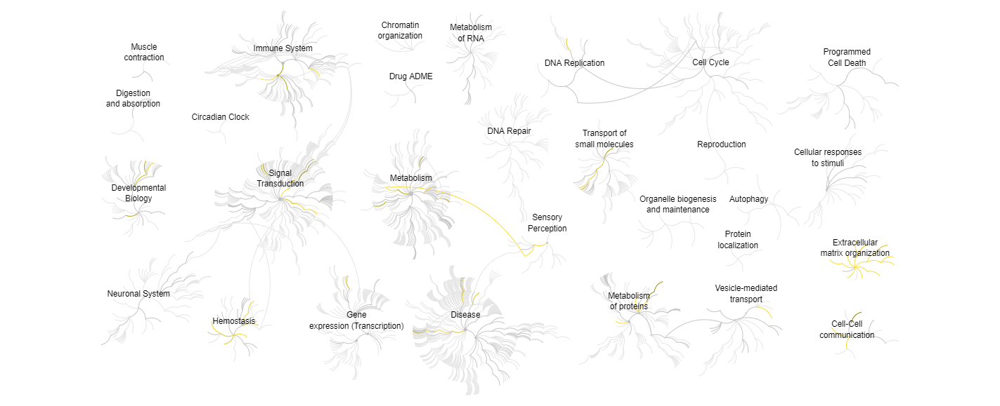 Muscle
contraction
Immune System
Chromatin
organization
Metabolism
of RNA
DNA Replication
Cell Cycle
Programmed
Cell Death
Drug ADME
Digestion
and absorption
Circadian Clock
DNA Repair
Transport of
small molecules
Reproduction
Cellular responses
to stimuli
Developmental
Biology
Signal
Transduction
Metabolism
Organelle biogenesis
and maintenance
Autophagy
Sensory
Perception
Protein
localization
Extracellular
matrix organization
Neuronal System
Hemostasis
Gene
expression (Transcription)
Disease
Metabolism
of proteins
Vesicle-mediated
transport
Cell-Cell
communication